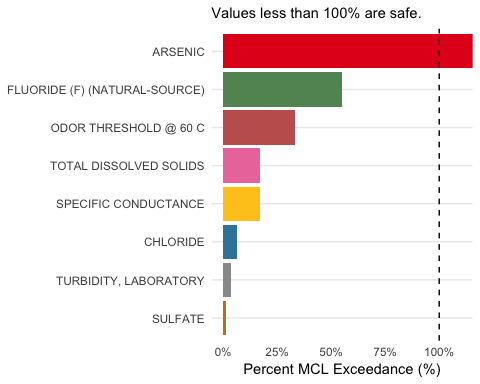 Values less than 100% are safe.
ARSENIC
FLUORIDE (F) (NATURAL-SOURCE)
ODOR THRESHOLD @ 60 C
TOTAL DISSOLVED SOLIDS
SPECIFIC CONDUCTANCE
CHLORIDE
TURBIDITY, LABORATORY
SULFATE
0% 25% 50% 75% 100%
Percent MCL Exceedance (%)